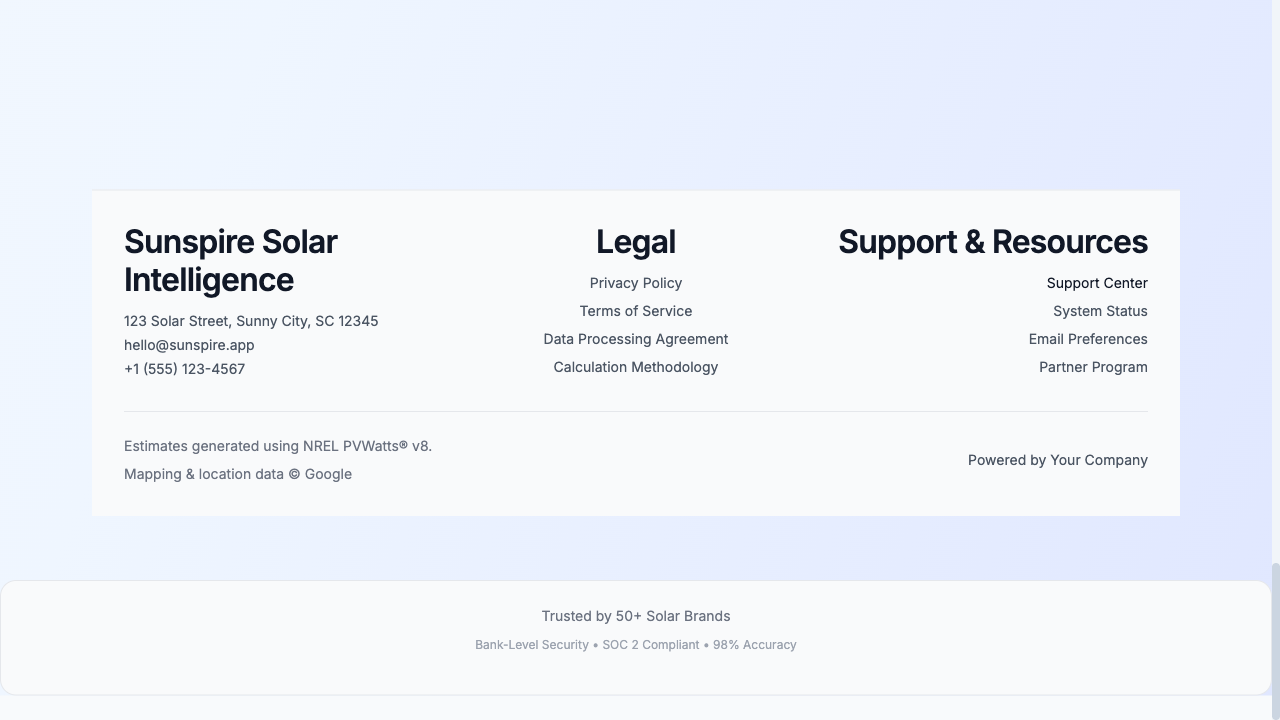 Sunspire Solar
Intelligence
123 Solar Street, Sunny City, SC 12345
hello@sunspire.app
+1 (555) 123-4567
Legal
Privacy Policy
Terms of Service
Data Processing Agreement
Calculation Methodology
Support & Resources
Support Center
System Status
Email Preferences
Partner Program
Estimates generated using NREL PVWatts® v8.
Mapping & location data © Google
Powered by Your Company
Trusted by 50+ Solar Brands
Bank-Level Security • SOC 2 Compliant • 98% Accuracy